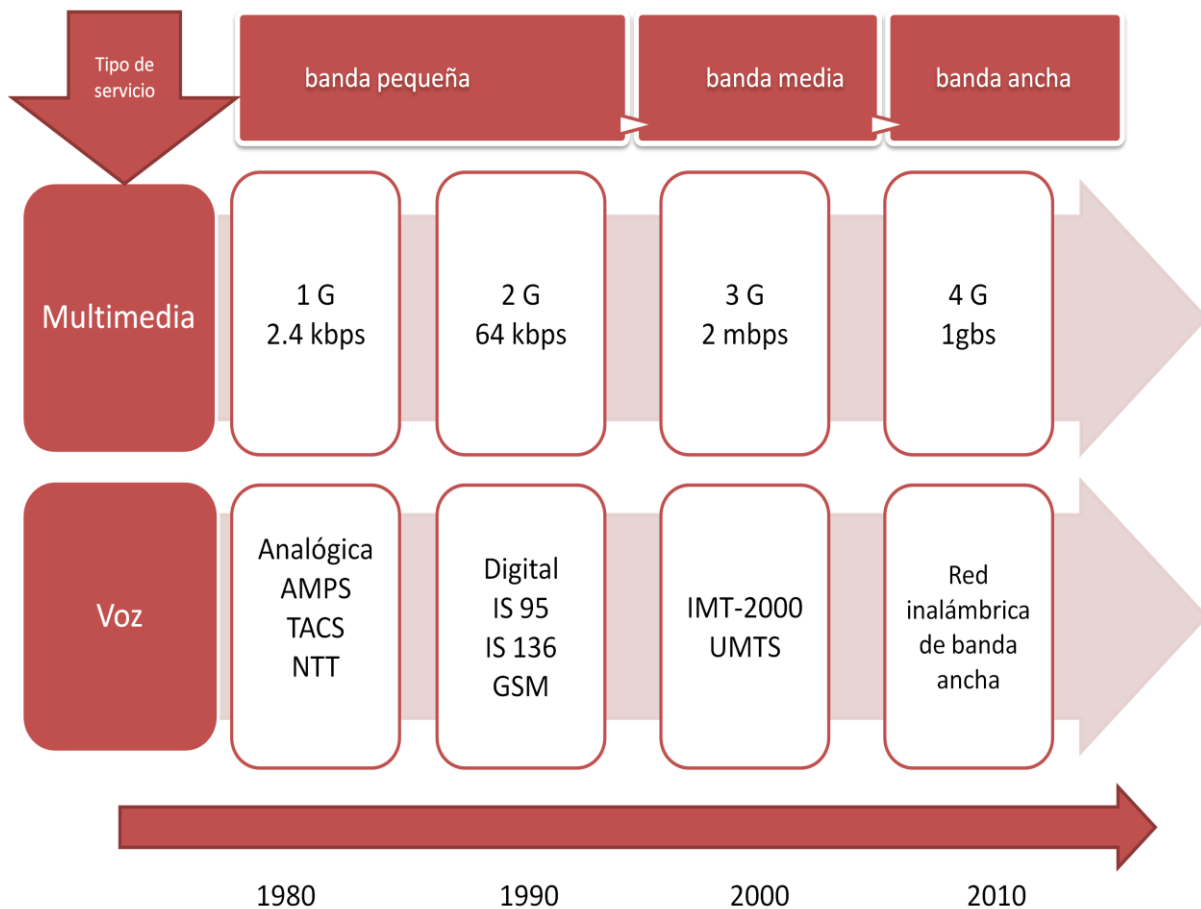 Tipo de
servicio
banda pequeña
banda media
banda ancha
Multimedia
1 G
2.4 kbps
2 G
64 kbps
3 G
2 mbps
4 G
1gbs
Voz
Analógica
AMPS
TACS
NTT
Digital
IS 95
IS 136
GSM
IMT-2000
UMTS
Red
inalámbrica
de banda
ancha
1980
1990
2000
2010